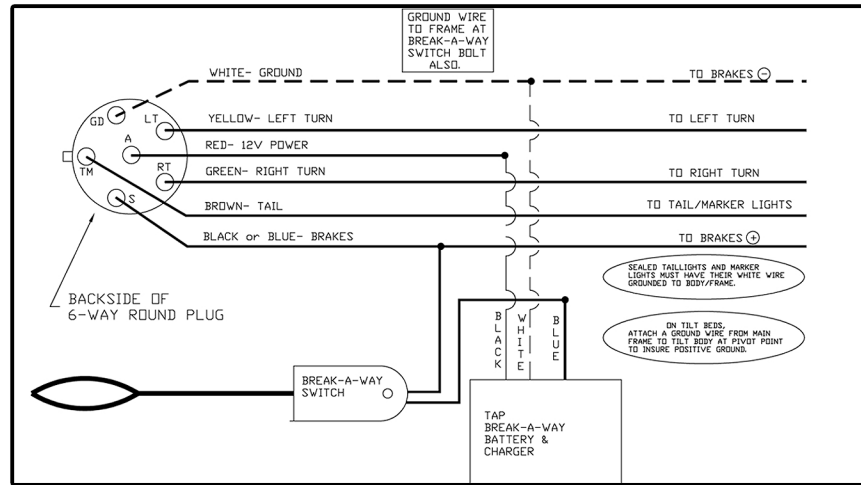 GROUND WIRE
TO FRAME AT
BREAK-A-WAY
SWITCH BOLT
ALSO.
WHITE- GROUND
TO BRAKES -
GD
LT
YELLOW- LEFT TURN
TO LEFT TURN
A
RED- 12V POWER
TM
RT
GREEN- RIGHT TURN
TO RIGHT TURN
S
BROWN- TAIL
TO TAIL/MARKER LIGHTS
BLACK or BLUE- BRAKES
TO BRAKES +
SEALED TAILLIGHTS AND MARKER
LIGHTS MUST HAVE THEIR WHITE WIRE
GROUNDED TO BODY/FRAME.
BACKSIDE OF
6-WAY ROUND PLUG
ON TILT BEDS,
ATTACH A GROUND WIRE FROM MAIN
FRAME TO TILT BODY AT PIVOT POINT
TO INSURE POSITIVE GROUND.
BLACK
WHITE
BLUE
BREAK-A-WAY
SWITCH
TAP
BREAK-A-WAY
BATTERY &
CHARGER